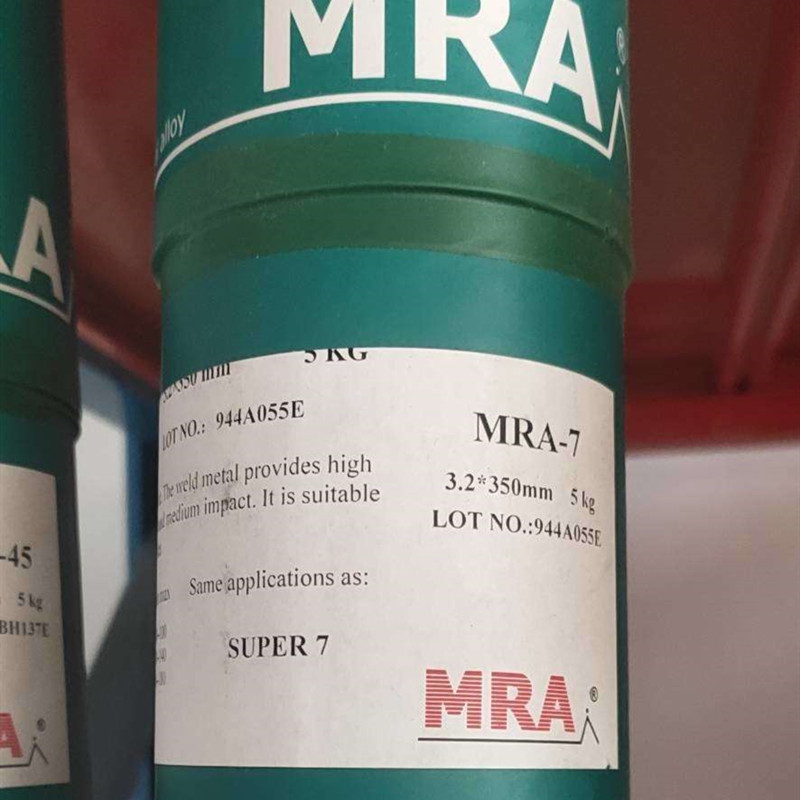 MRA®
alloy
5 KG
LOT NO.: 944A055E
The weld metal provides high
medium impact. It is suitable
Same applications as:
SUPER 7
MRA-7
3.2*350mm 5 kg
LOT NO.:944A055E
MRA®
A
-45
5 kg
BH137E
A®